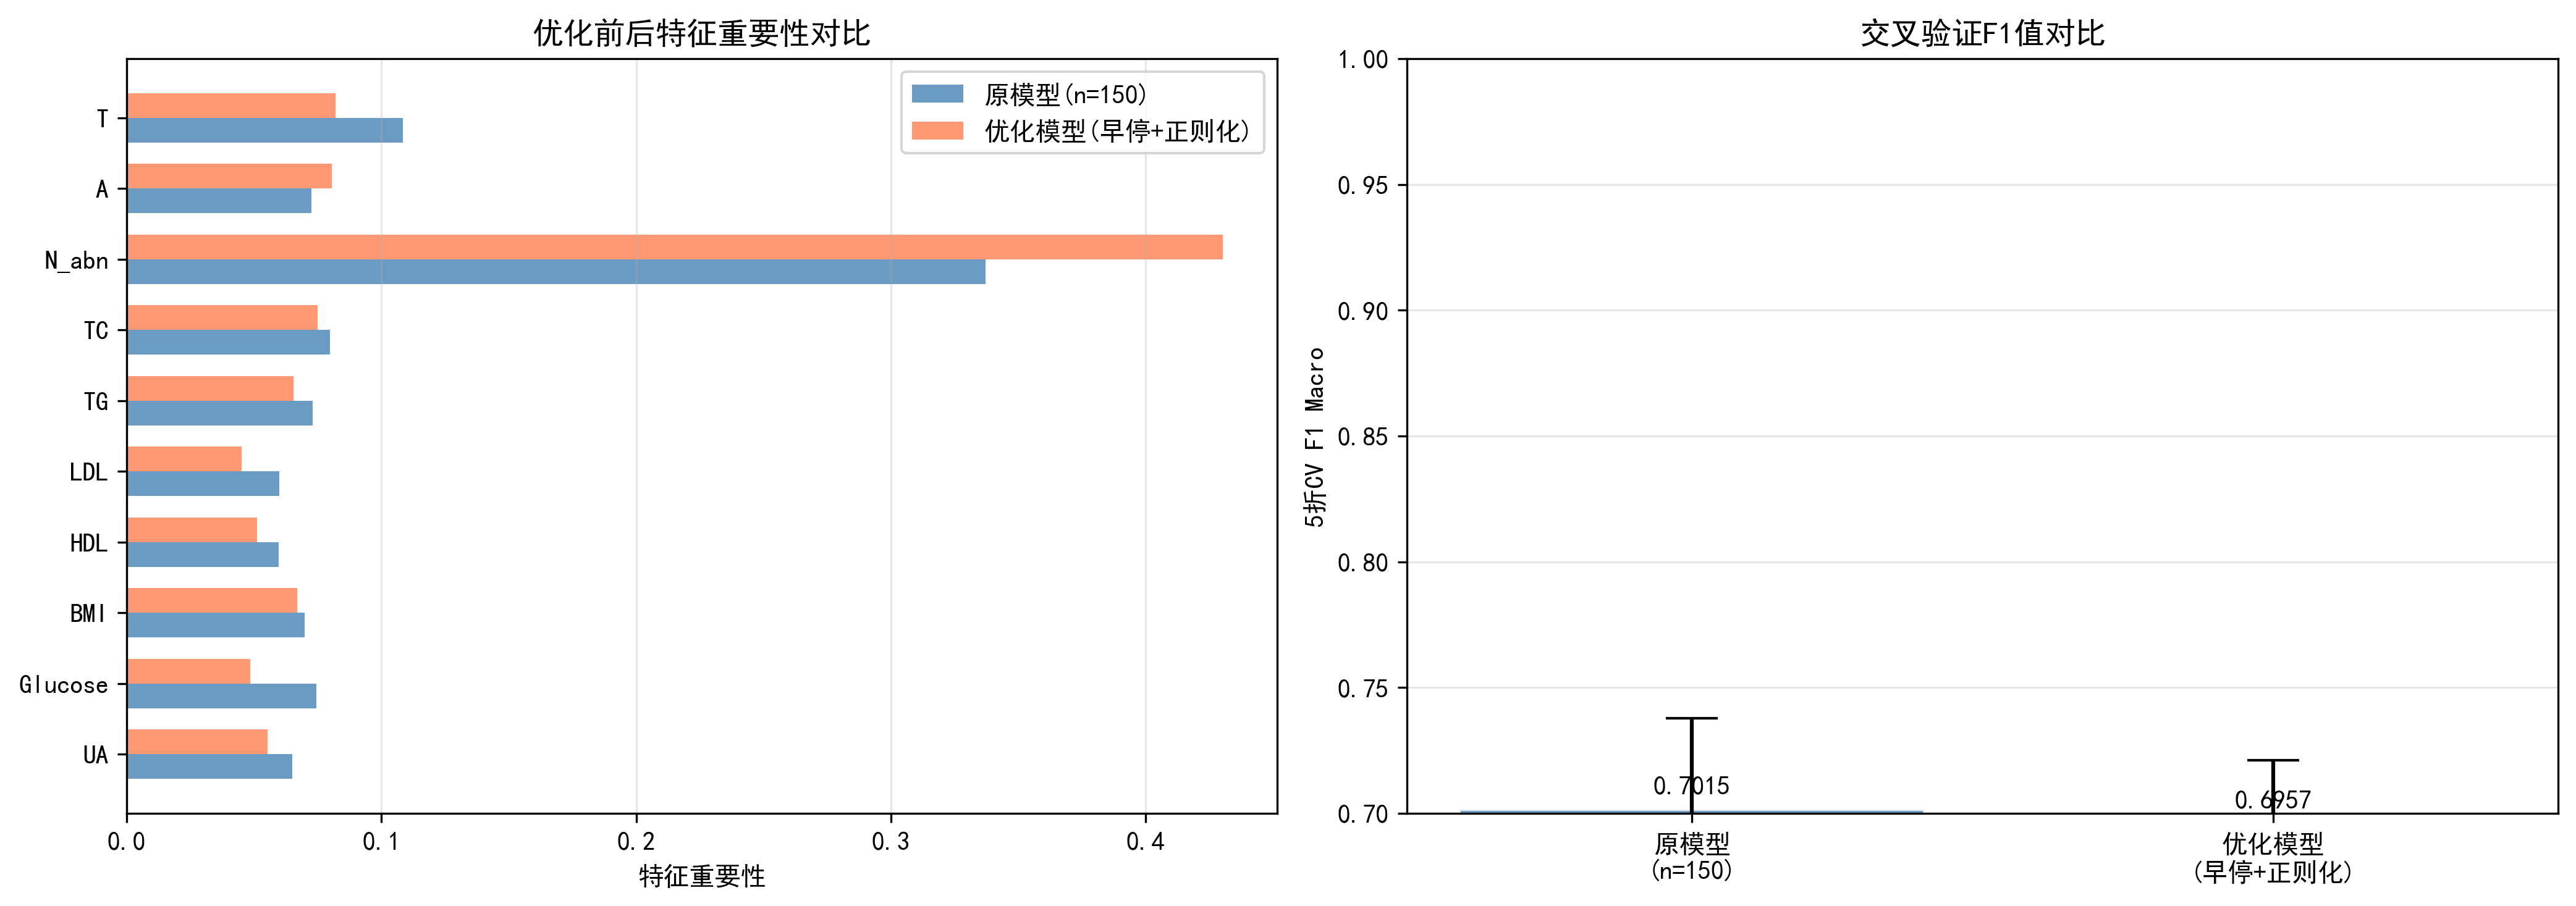 优化前后特征重要性对比
原模型(n=150)
优化模型(早停+正则化)
T
A
N_abn
TC
TG
LDL
HDL
BMI
Glucose
UA
0.0 0.1 0.2 0.3 0.4
特征重要性
交叉验证F1值对比
5折CV F1 Macro
1.00
0.95
0.90
0.85
0.80
0.75
0.70
0.7015
0.6957
原模型
(n=150)
优化模型
(早停+正则化)